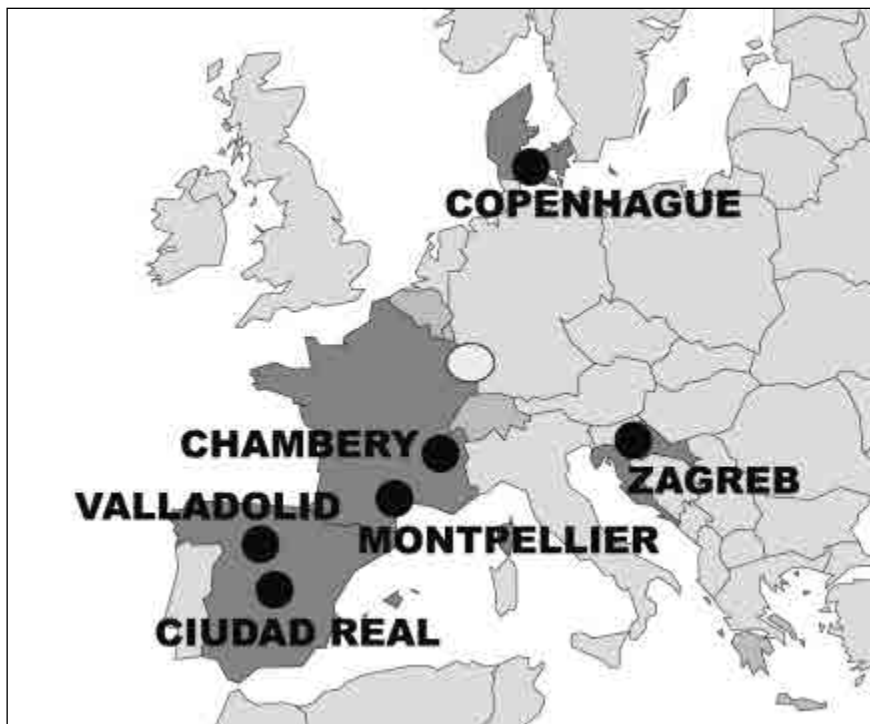 COPENHAGUE
CHAMBERY
ZAGREB
VALLADOLID
MONTPELLIER
CIUDAD REAL